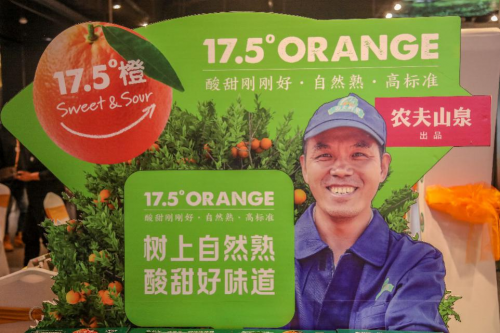 17.5°橙
Sweet & Sour
17.5°ORANGE
酸甜刚刚好·自然熟·高标准
农夫山泉
出品
17.5°ORANGE
酸甜刚刚好·自然熟·高标准
树上自然熟
酸甜好味道